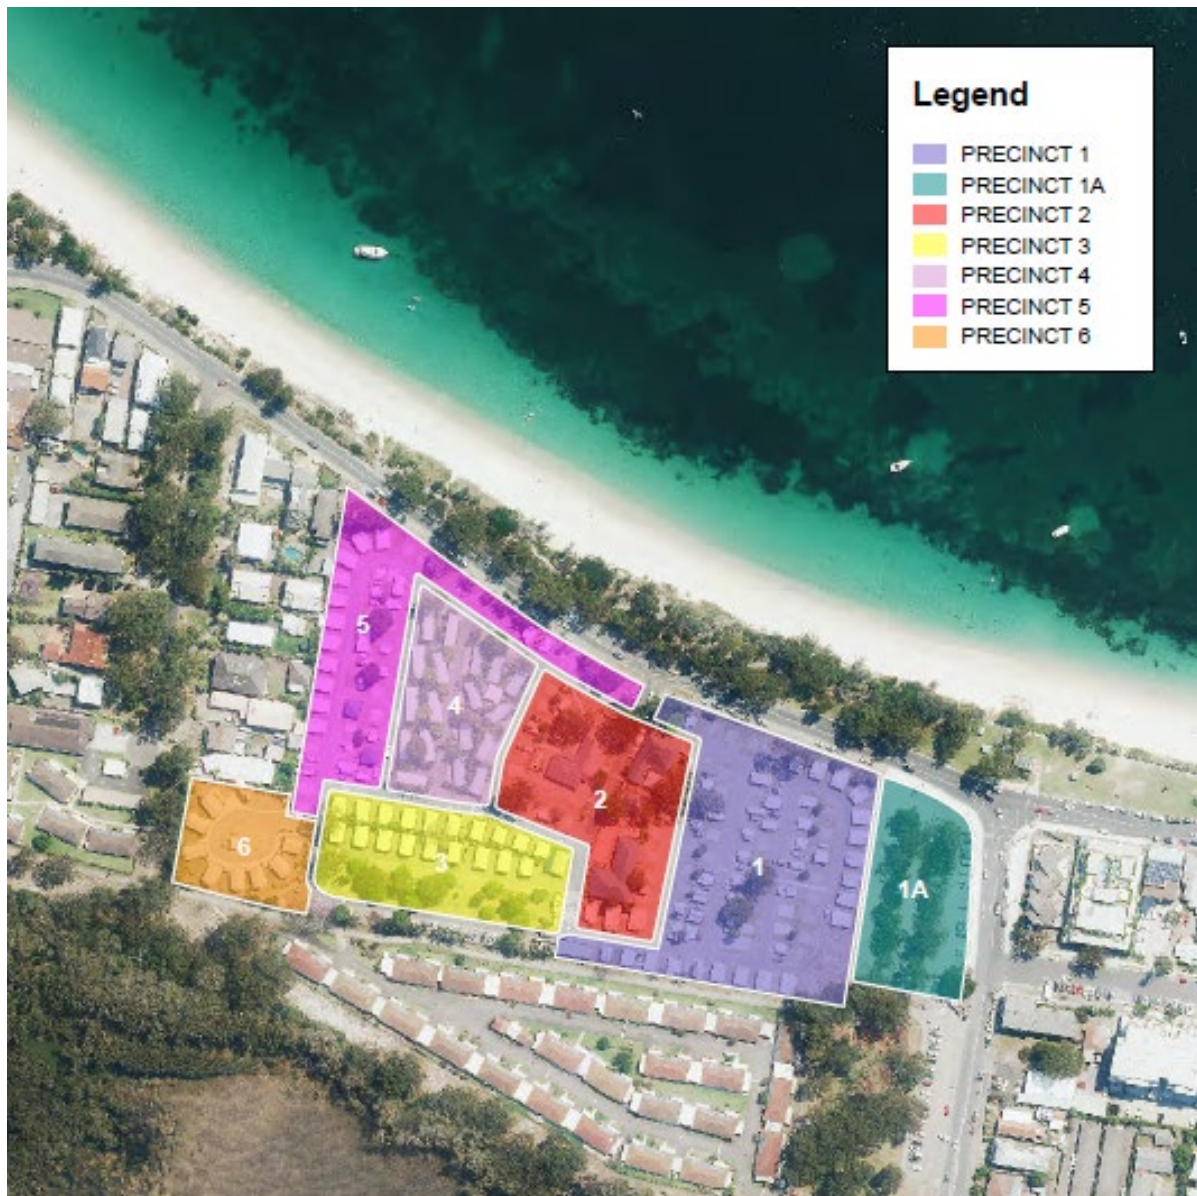 Legend
PRECINCT 1
PRECINCT 1A
PRECINCT 2
PRECINCT 3
PRECINCT 4
PRECINCT 5
PRECINCT 6
5
4
2
6
3
1
1A